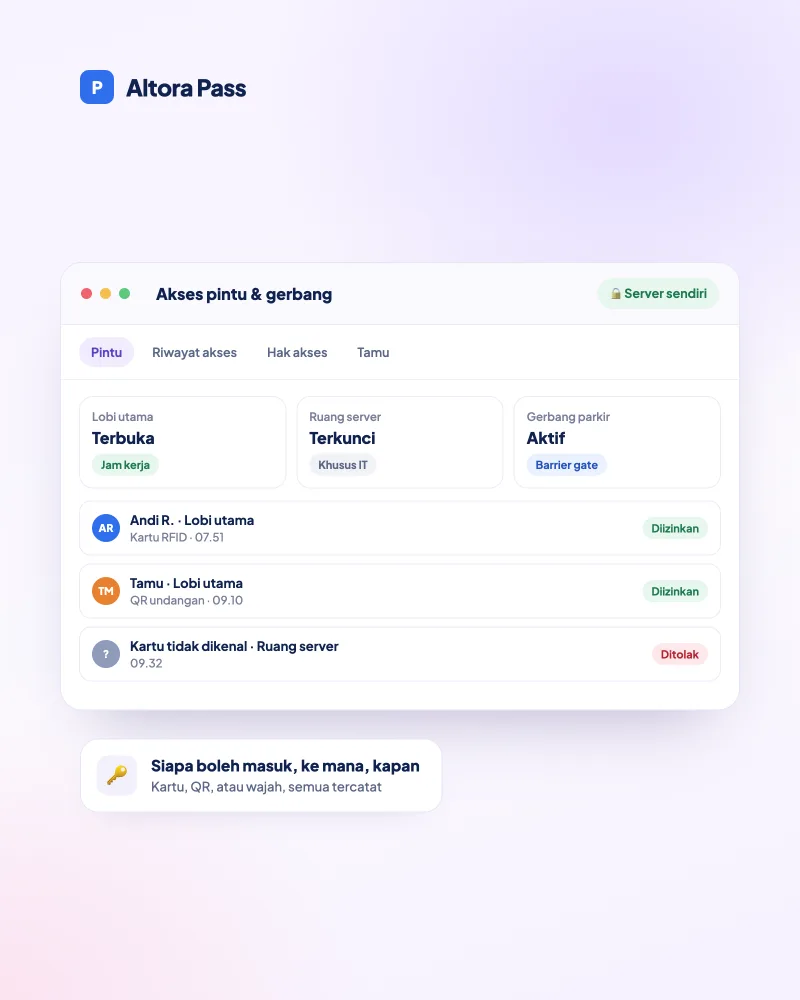 P
Altora Pass
Akses pintu & gerbang
🔒 Server sendiri
Pintu
Riwayat akses
Hak akses
Tamu
Lobi utama
Terbuka
Jam kerja
Ruang server
Terkunci
Khusus IT
Gerbang parkir
Aktif
Barrier gate
AR
Andi R. · Lobi utama
Kartu RFID · 07.51
Diizinkan
TM
Tamu · Lobi utama
QR undangan · 09.10
Diizinkan
?
Kartu tidak dikenal · Ruang server
09.32
Ditolak
Siapa boleh masuk, ke mana, kapan
Kartu, QR, atau wajah, semua tercatat